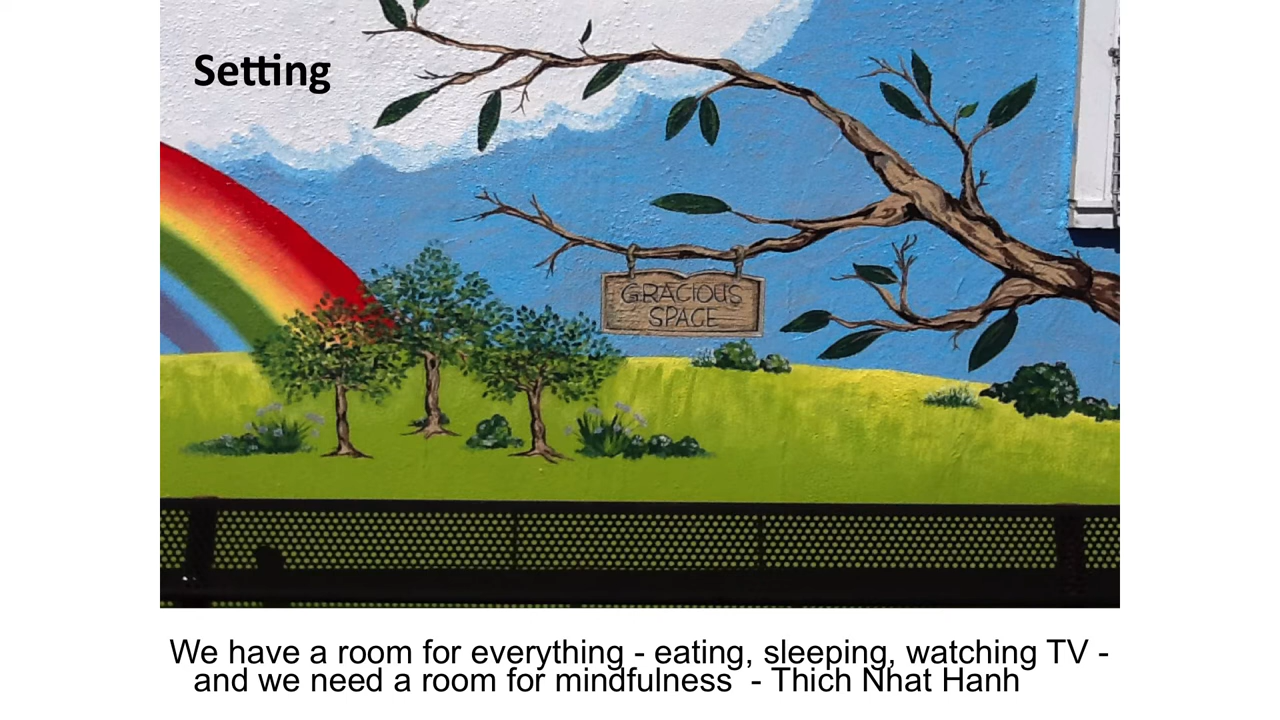 Setting
GRACIOUS
SPACE
We have a room for everything - eating, sleeping, watching TV -
and we need a room for mindfulness  - Thich Nhat Hanh